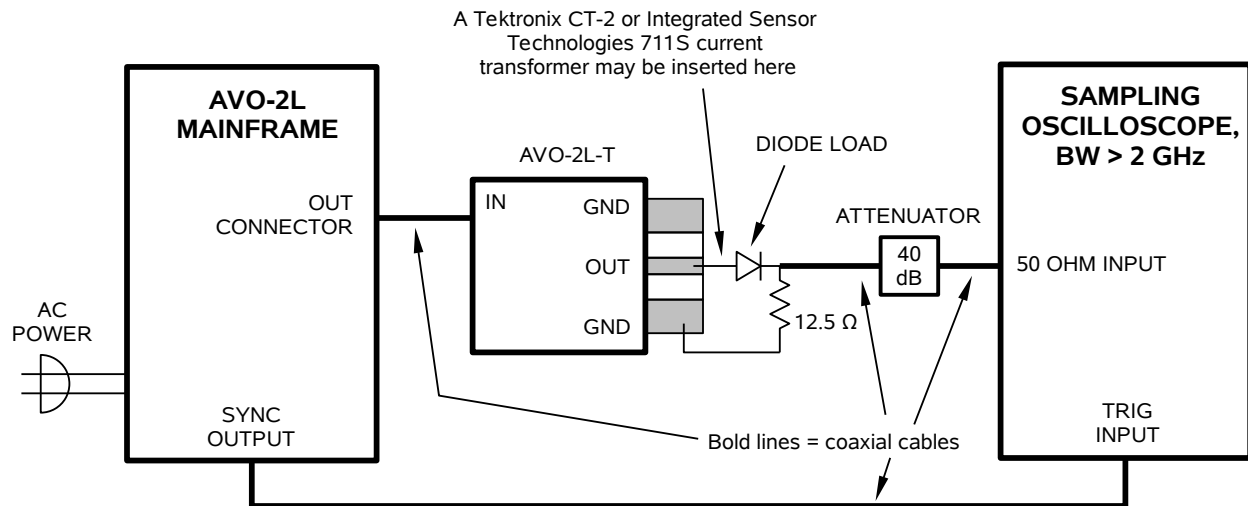 A Tektronix CT-2 or Integrated Sensor
Technologies 711S current
transformer may be inserted here
AVO-2L
MAINFRAME
SAMPLING
OSCILLOSCOPE,
BW > 2 GHz
DIODE LOAD
AVO-2L-T
OUT
CONNECTOR
IN
GND
OUT
GND
ATTENUATOR
40
dB
50 OHM INPUT
12.5 Ω
AC
POWER
SYNC
OUTPUT
Bold lines = coaxial cables
TRIG
INPUT